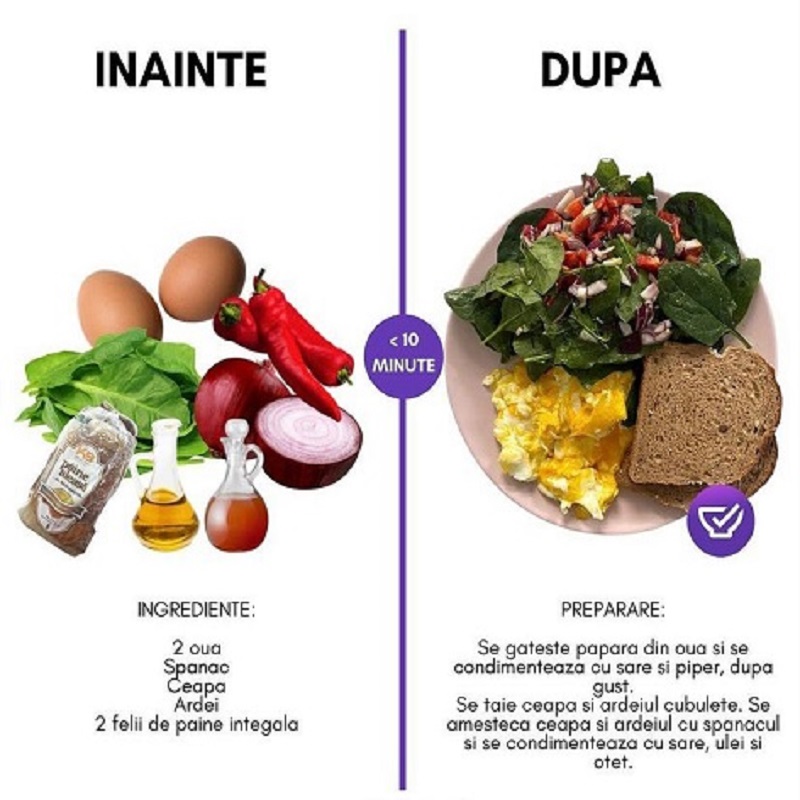 INAINTE
DUPA
< 10
MINUTE
paine
INGREDIENTE:
2 oua
Spanac
Ceapa
Ardei
2 felii de paine integala
PREPARARE:
Se gateste papara din oua si se
condimenteaza cu sare si piper, dupa
gust.
Se taie ceapa si ardeiul cubulete. Se
amesteca ceapa si ardeiul cu spanacul
si se condimenteaza cu sare, ulei si
otet.